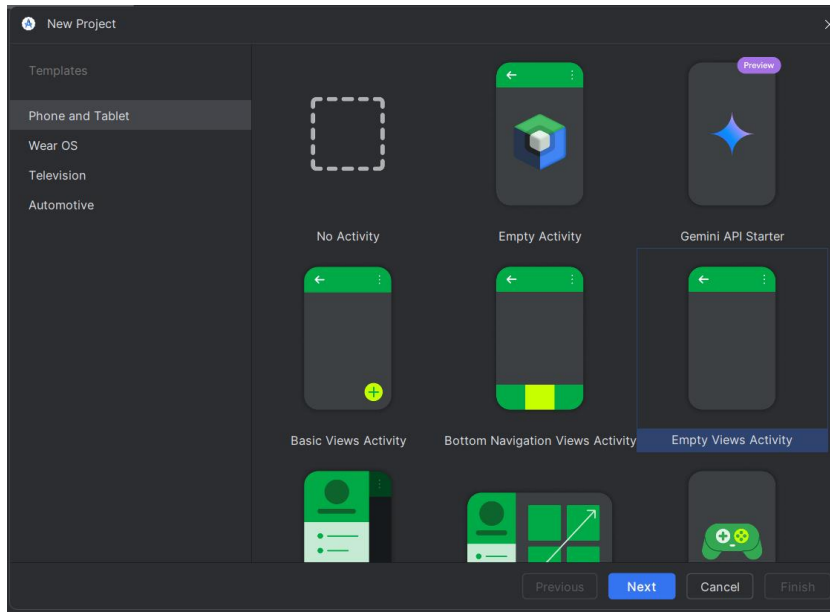 New Project
Templates
Phone and Tablet
Wear OS
Television
Automotive
Preview
No Activity
Empty Activity
Gemini API Starter
Basic Views Activity
Bottom Navigation Views Activity
Empty Views Activity
Previous
Next
Cancel
Finish